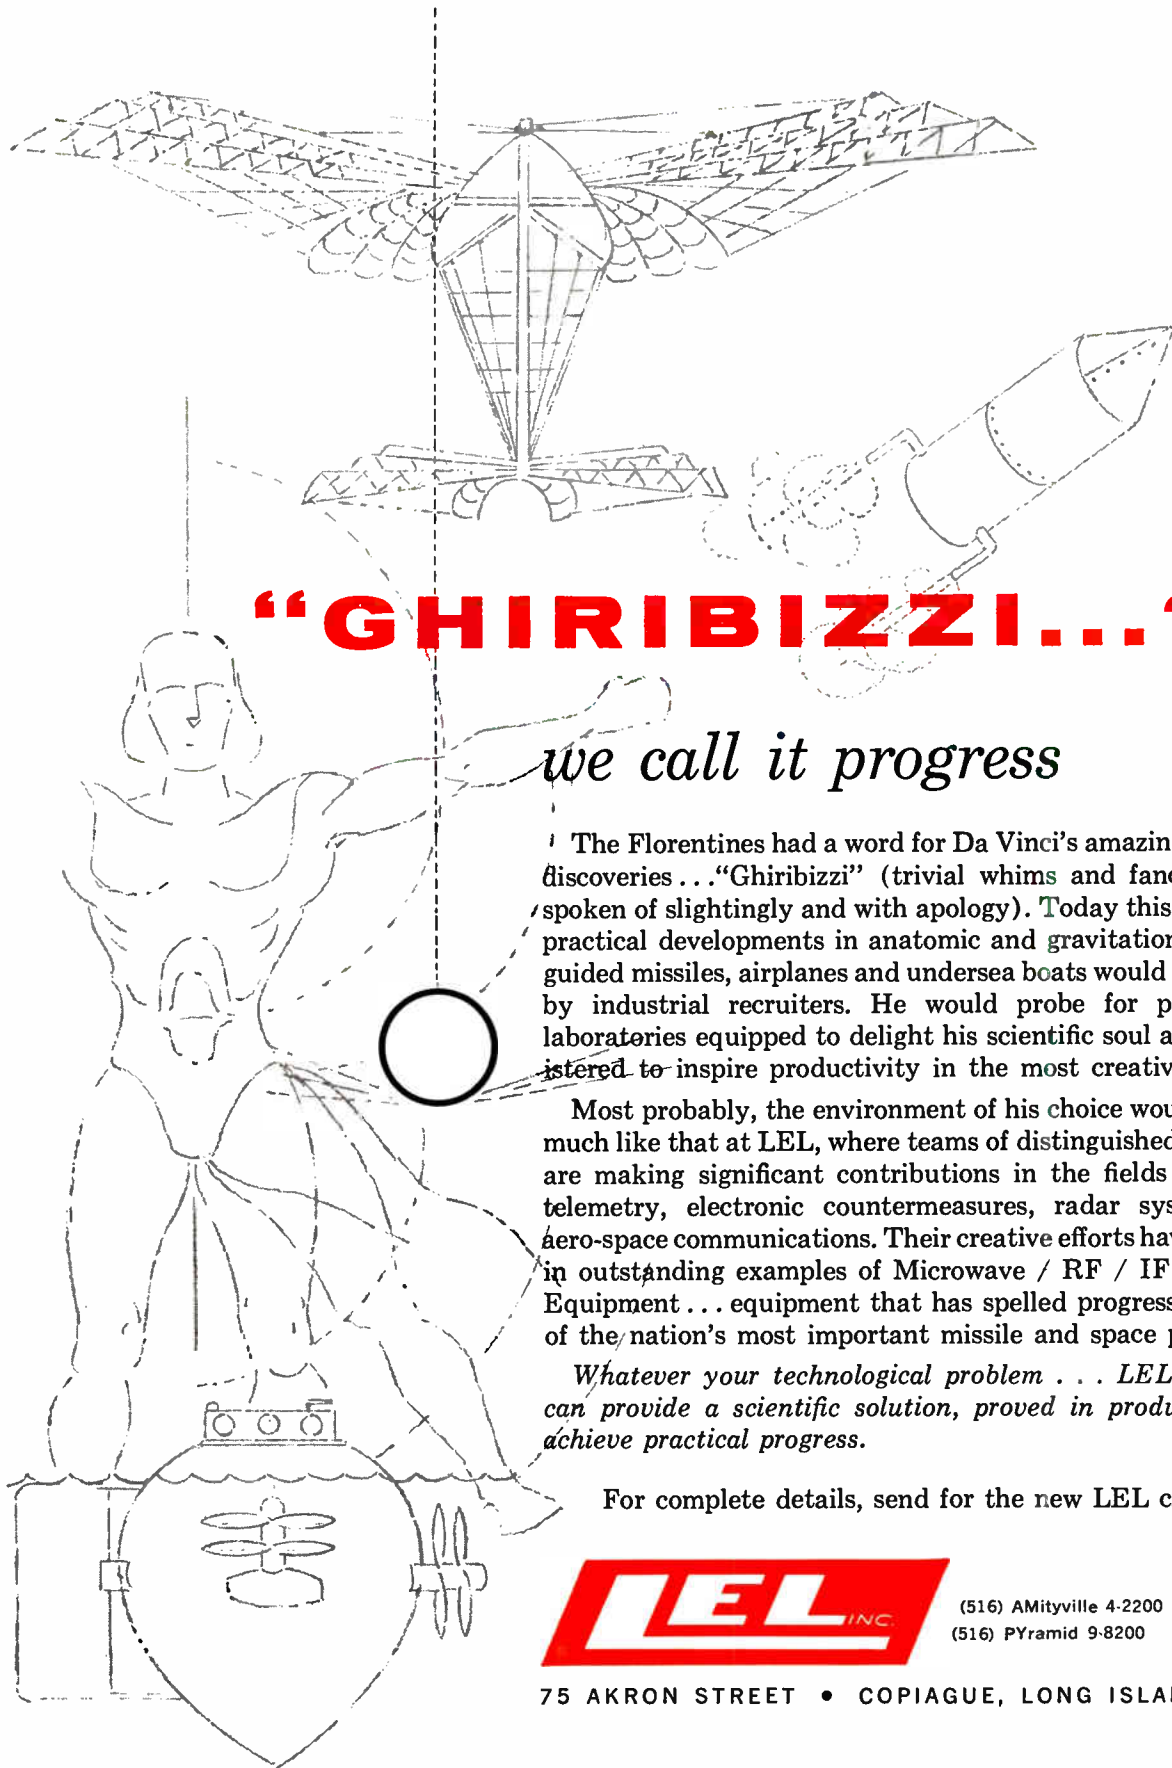 “GHIRIBIZZI...‘
we call it progress
The Florentines had a word for Da Vinci's amazin
discoveries...“Ghiribizzi” (trivial whims and fanc
spoken of slightingly and with apology). Today this
practical developments in anatomic and gravitation
guided missiles, airplanes and undersea boats would
by industrial recruiters. He would probe for p
laboratories equipped to delight his scientific soul a
istered to inspire productivity in the most creativ
Most probably, the environment of his choice wou
much like that at LEL, where teams of distinguished
are making significant contributions in the fields
telemetry, electronic countermeasures, radar sys
aero-space communications. Their creative efforts hav
in outstanding examples of Microwave / RF / IF
Equipment... equipment that has spelled progress
of the nation's most important missile and space p
Whatever your technological problem . . . LEL
can provide a scientific solution, proved in produ
achieve practical progress.
For complete details, send for the new LEL c
LEL INC.
(516) AMityville 4-2200
(516) PYramid 9-8200
75 AKRON STREET • COPIAGUE, LONG ISLA